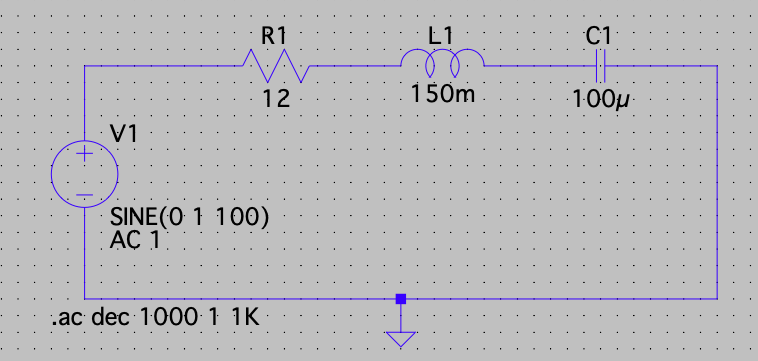 R1
L1
C1
12
150m
100µ
V1
+
−
SINE(0 1 100)
AC 1
.ac dec 1000 1 1K